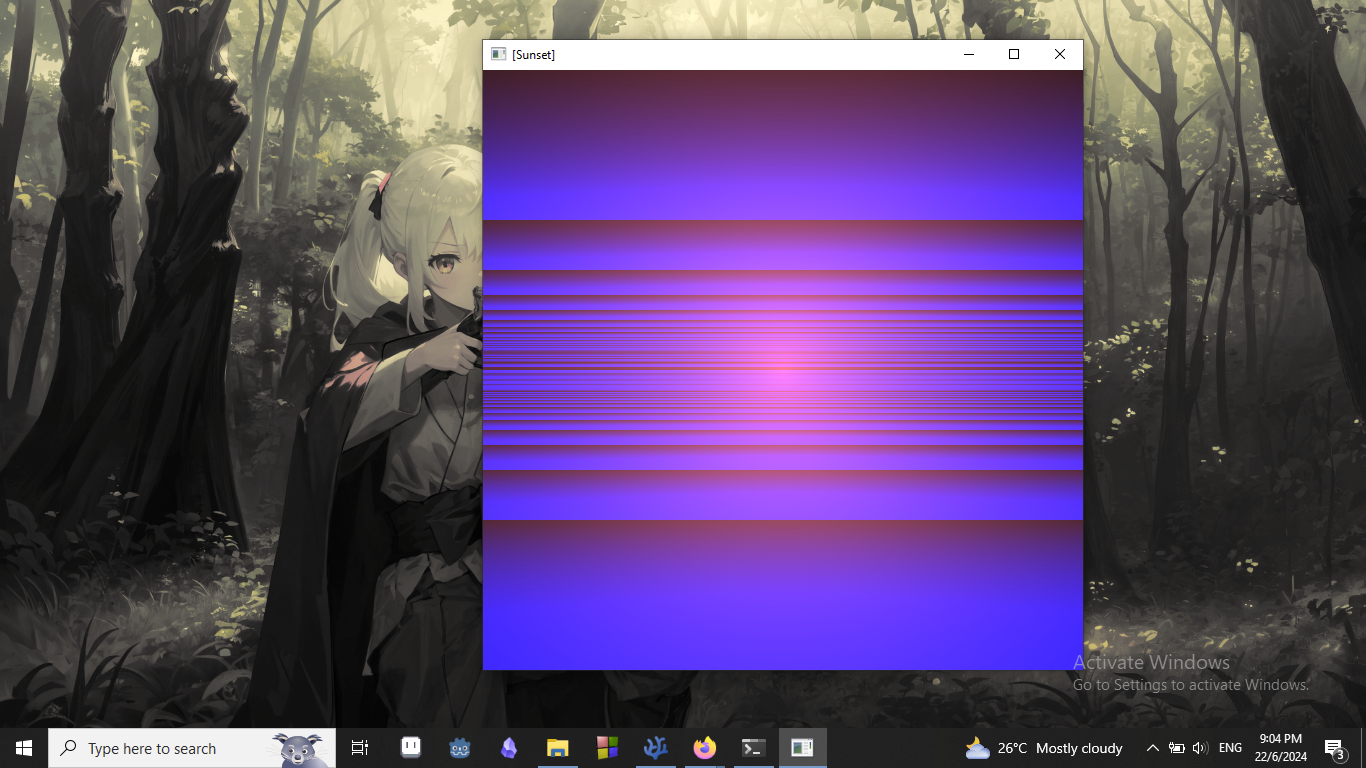 [Sunset]
Activate Windows
Go to Settings to activate Windows.
Type here to search
26°C Mostly cloudy
ENG
9:04 PM
22/6/2024
3